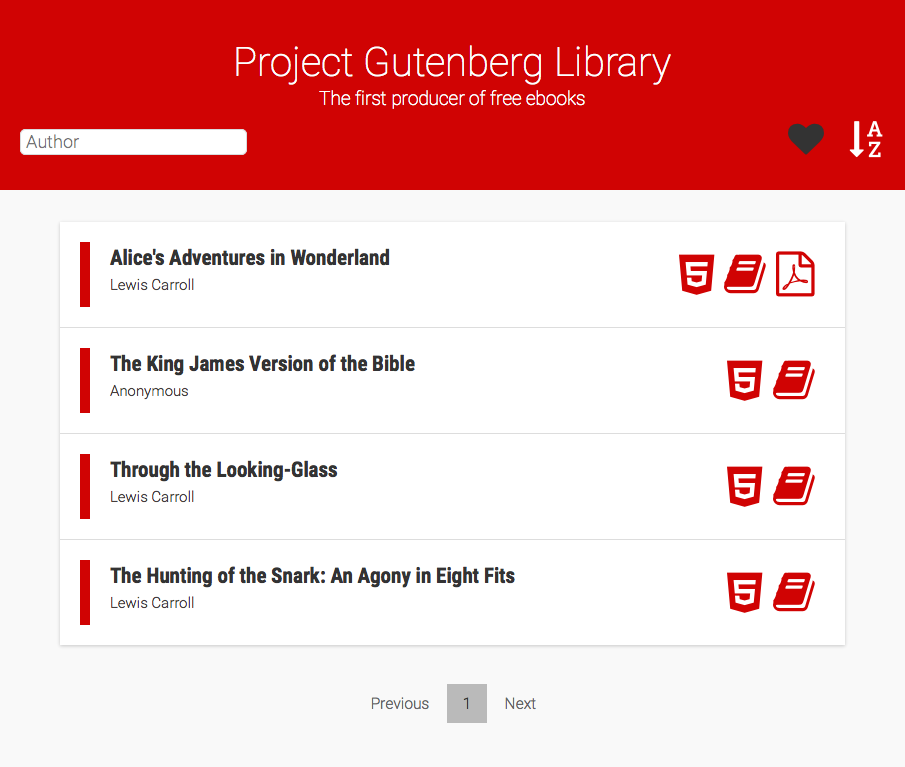 Project Gutenberg Library
The first producer of free ebooks
Author
A
Z
Alice's Adventures in Wonderland
Lewis Carroll
5
The King James Version of the Bible
Anonymous
5
Through the Looking-Glass
Lewis Carroll
5
The Hunting of the Snark: An Agony in Eight Fits
Lewis Carroll
5
Previous 1 Next